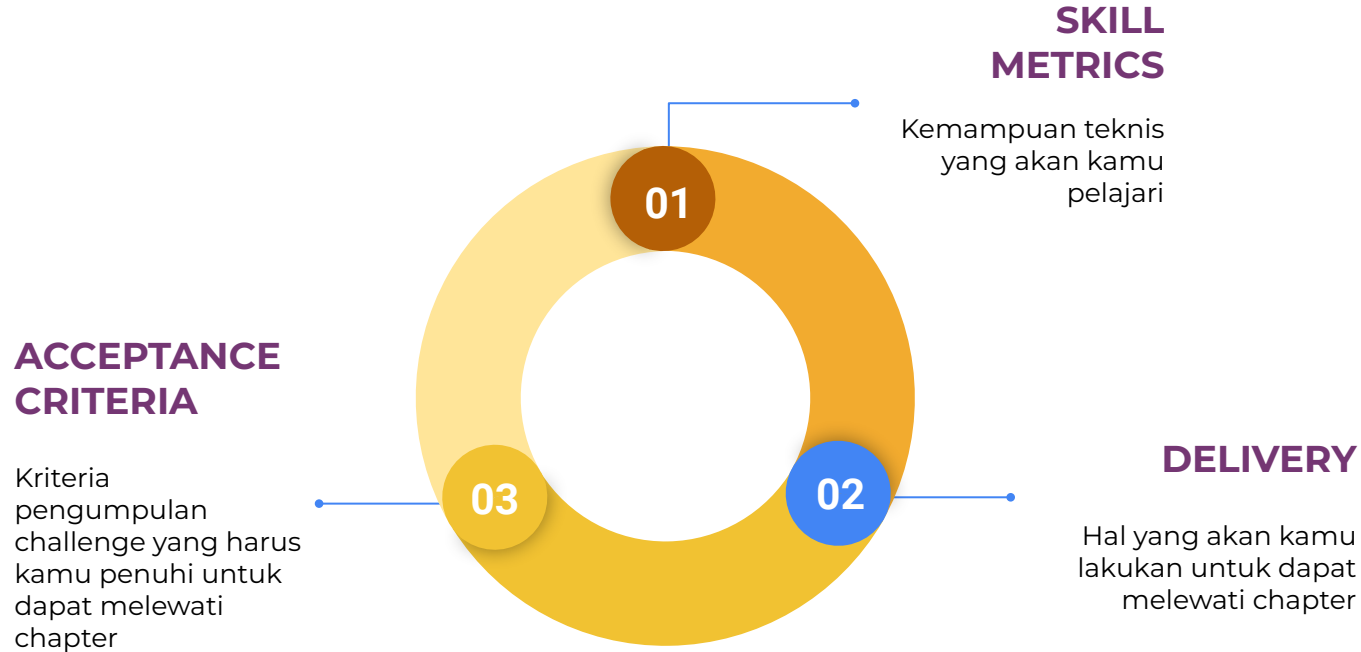 SKILL
METRICS
Kemampuan teknis
yang akan kamu
pelajari
01
ACCEPTANCE
CRITERIA
Kriteria
pengumpulan
challenge yang harus
kamu penuhi untuk
dapat melewati
chapter
03
02
DELIVERY
Hal yang akan kamu
lakukan untuk dapat
melewati chapter